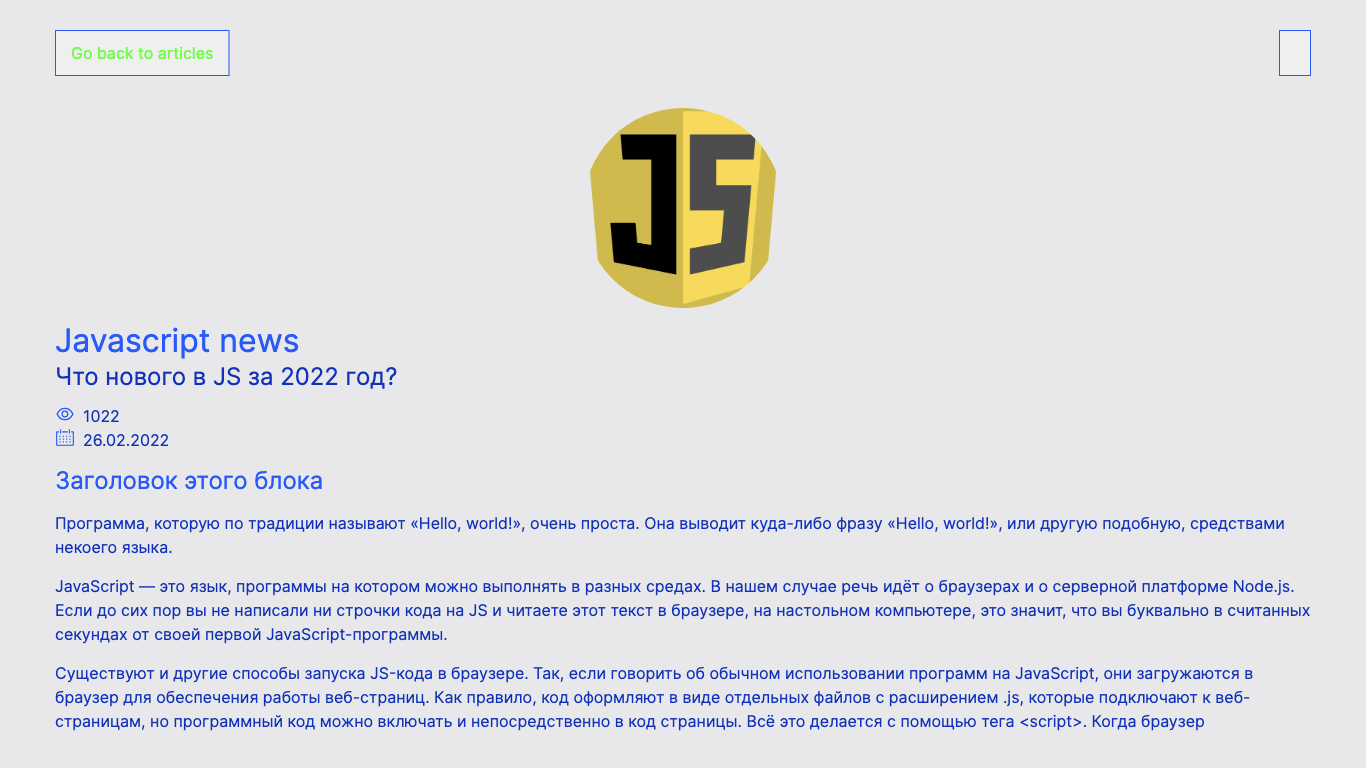 Go back to articles
JS
Javascript news
Что нового в JS за 2022 год?
1022
26.02.2022
Заголовок этого блока
Программа, которую по традиции называют «Hello, world!», очень проста. Она выводит куда-либо фразу «Hello, world!», или другую подобную, средствами
некоего языка.
JavaScript — это язык, программы на котором можно выполнять в разных средах. В нашем случае речь идёт о браузерах и о серверной платформе Node.js.
Если до сих пор вы не написали ни строчки кода на JS и читаете этот текст в браузере, на настольном компьютере, это значит, что вы буквально в считанных
секундах от своей первой JavaScript-программы.
Существуют и другие способы запуска JS-кода в браузере. Так, если говорить об обычном использовании программ на JavaScript, они загружаются в
браузер для обеспечения работы веб-страниц. Как правило, код оформляют в виде отдельных файлов с расширением .js, которые подключают к веб-
страницам, но программный код можно включать и непосредственно в код страницы. Всё это делается с помощью тега <script>. Когда браузер